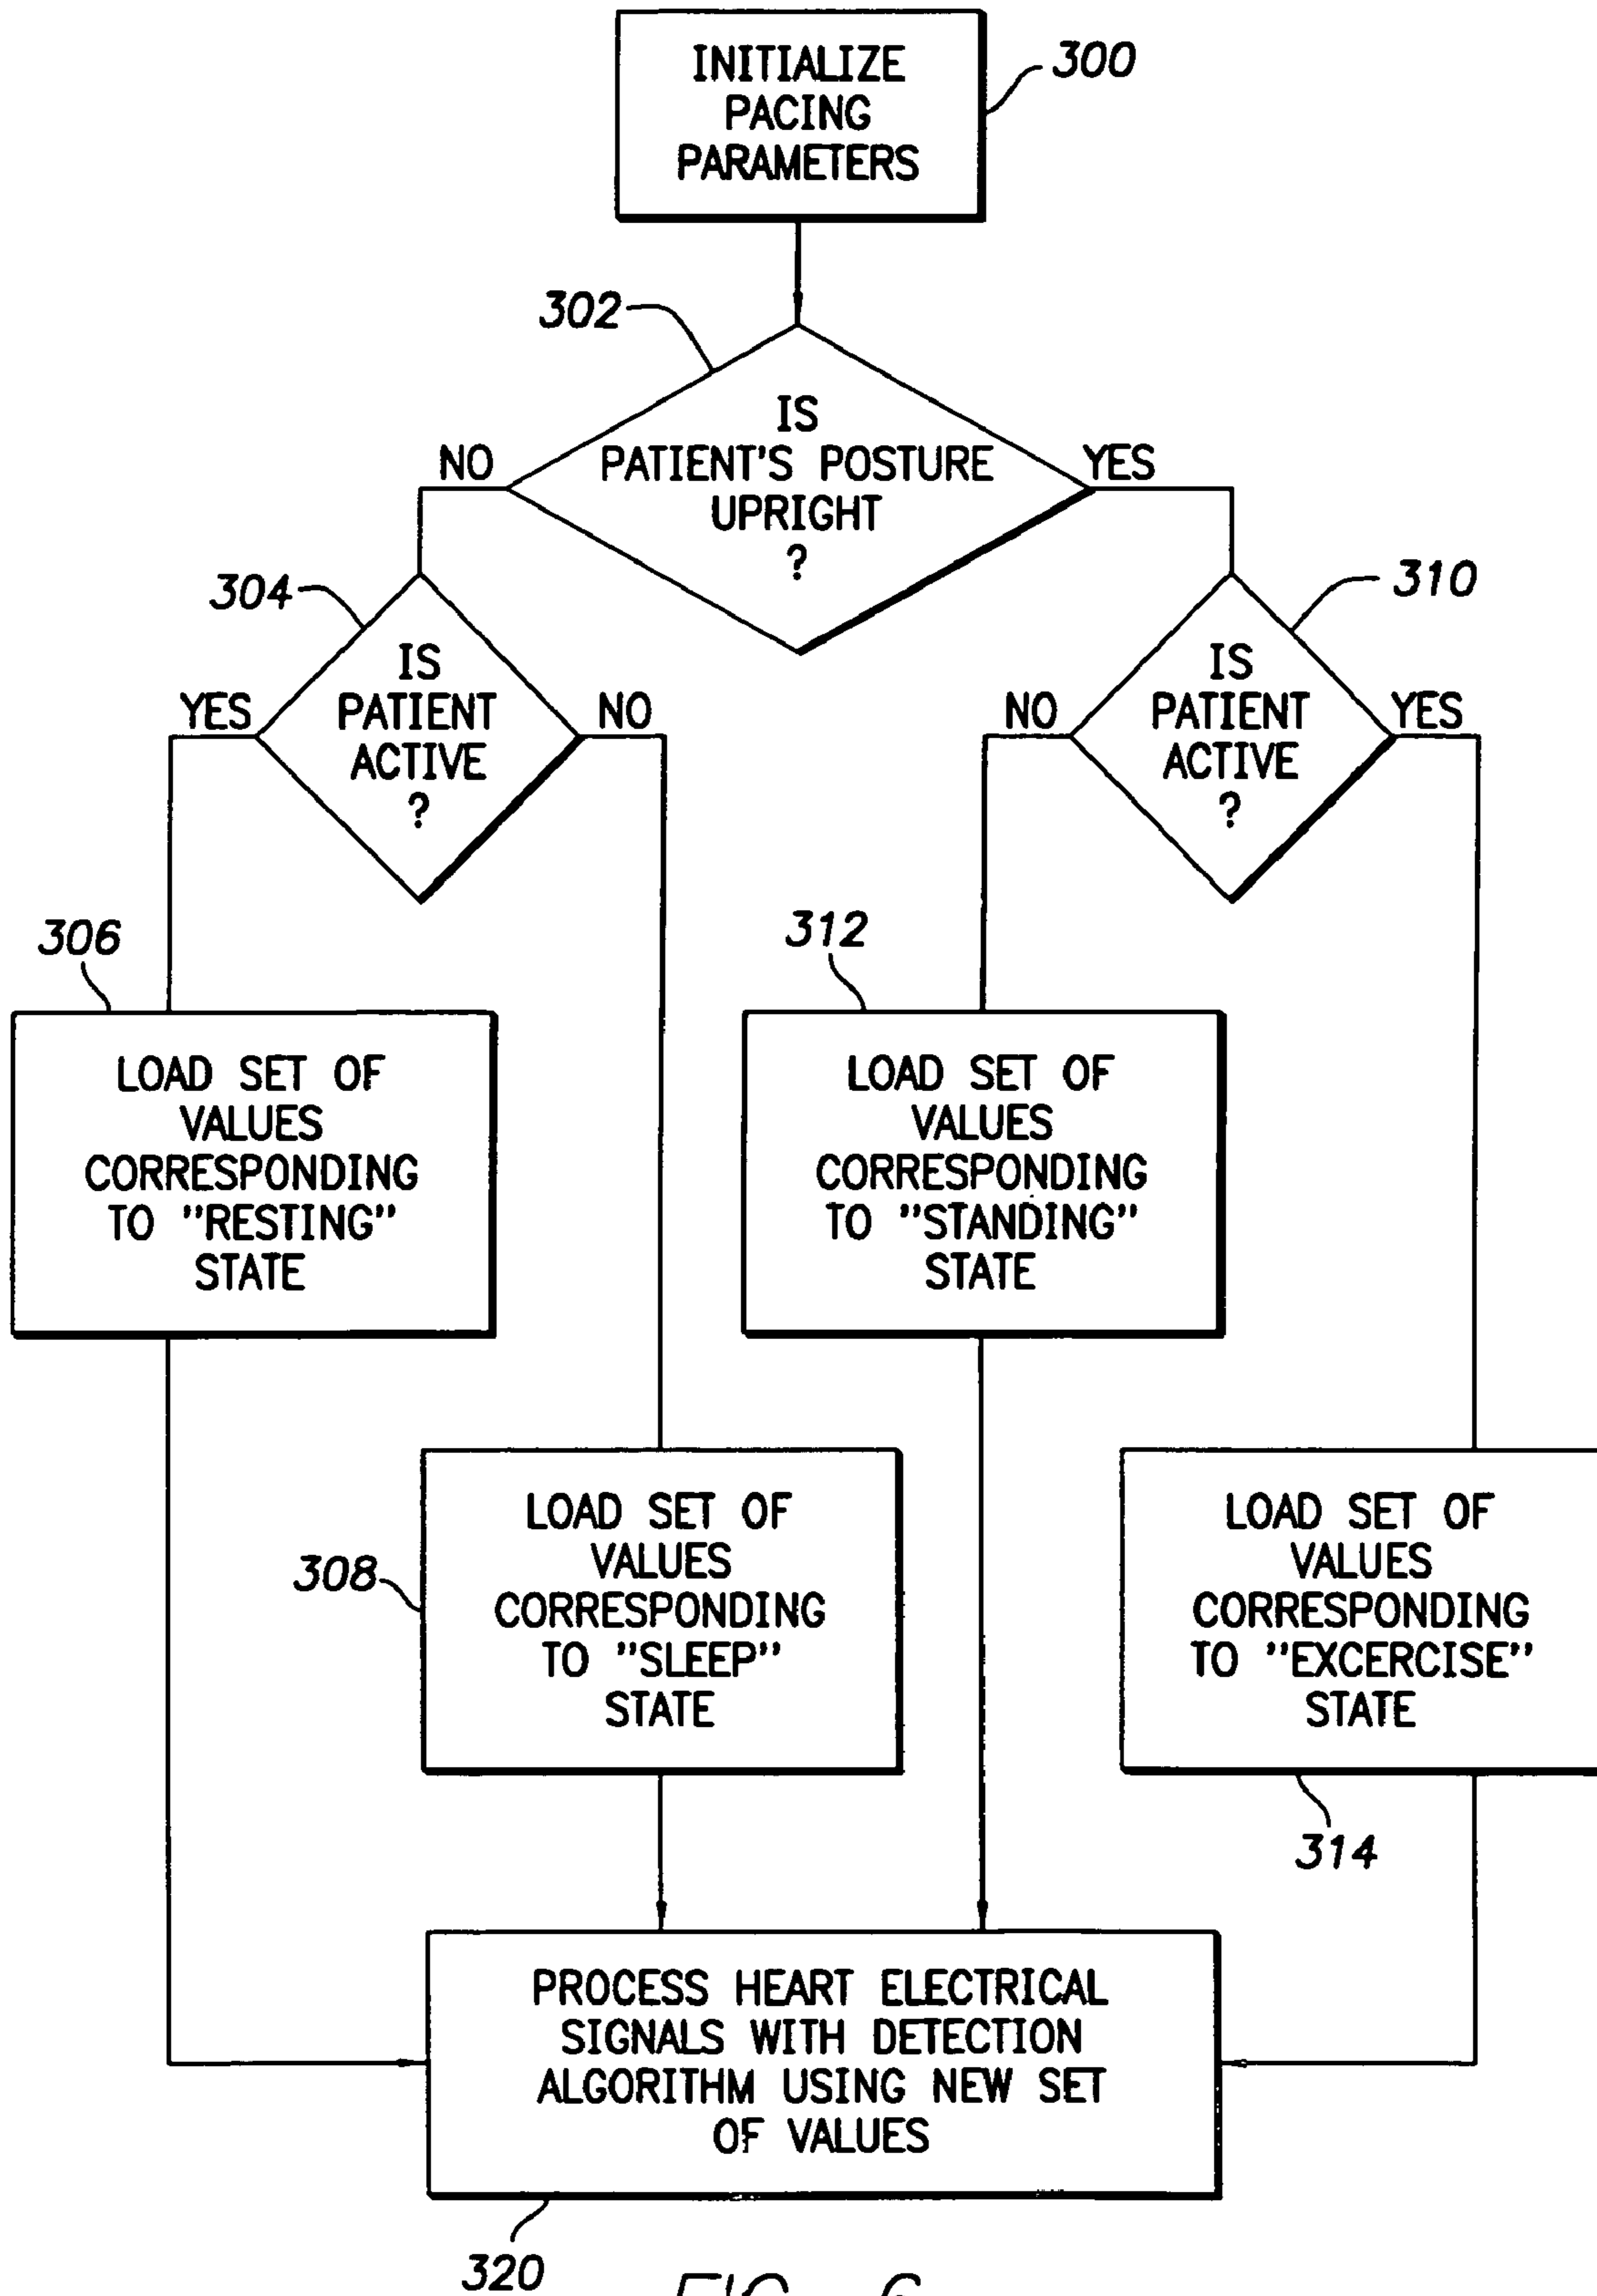 INITIALIZE
PACING
PARAMETERS
300
302
IS
PATIENT'S POSTURE
UPRIGHT
?
NO
YES
304
IS
PATIENT
ACTIVE
?
YES
NO
310
IS
PATIENT
ACTIVE
?
NO
YES
306
LOAD SET OF
VALUES
CORRESPONDING
TO "RESTING"
STATE
312
LOAD SET OF
VALUES
CORRESPONDING
TO "STANDING"
STATE
308
LOAD SET OF
VALUES
CORRESPONDING
TO "SLEEP"
STATE
LOAD SET OF
VALUES
CORRESPONDING
TO "EXCERCISE"
STATE
314
PROCESS HEART ELECTRICAL
SIGNALS WITH DETECTION
ALGORITHM USING NEW SET
OF VALUES
320
FIG. 6